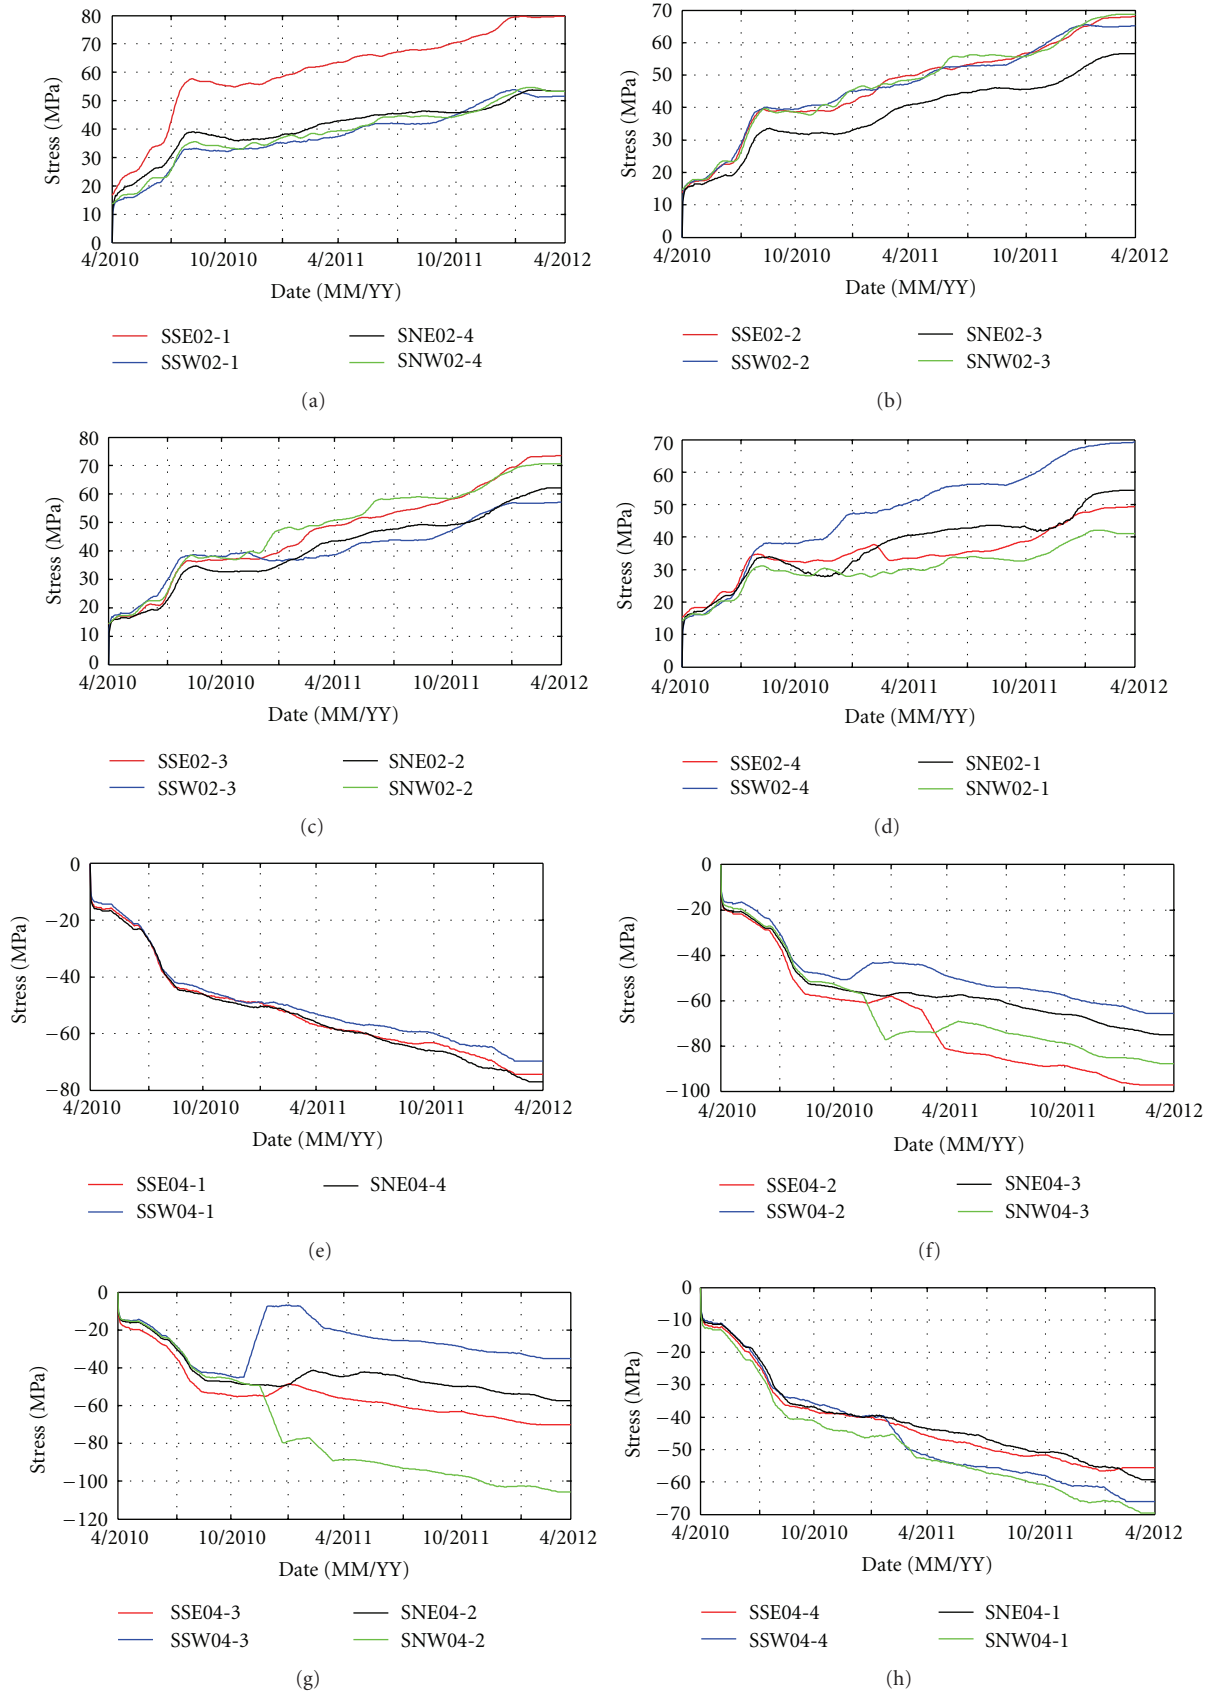 80
70
60
50
40
30
20
10
0
Stress (MPa)
4/2010 10/2010 4/2011 10/2011 4/2012
Date (MM/YY)
SSE02-1 SNE02-4
SSW02-1 SNW02-4
(a)
70
60
50
40
30
20
10
0
Stress (MPa)
4/2010 10/2010 4/2011 10/2011 4/2012
Date (MM/YY)
SSE02-2 SNE02-3
SSW02-2 SNW02-3
(b)
80
70
60
50
40
30
20
10
0
Stress (MPa)
4/2010 10/2010 4/2011 10/2011 4/2012
Date (MM/YY)
SSE02-3 SNE02-2
SSW02-3 SNW02-2
(c)
70
60
50
40
30
20
10
0
Stress (MPa)
4/2010 10/2010 4/2011 10/2011 4/2012
Date (MM/YY)
SSE02-4 SNE02-1
SSW02-4 SNW02-1
(d)
0
−20
−40
−60
−80
Stress (MPa)
4/2010 10/2010 4/2011 10/2011 4/2012
Date (MM/YY)
SSE04-1 SNE04-4
SSW04-1
(e)
0
−20
−40
−60
−80
−100
Stress (MPa)
4/2010 10/2010 4/2011 10/2011 4/2012
Date (MM/YY)
SSE04-2 SNE04-3
SSW04-2 SNW04-3
(f)
0
−20
−40
−60
−80
−100
−120
Stress (MPa)
4/2010 10/2010 4/2011 10/2011 4/2012
Date (MM/YY)
SSE04-3 SNE04-2
SSW04-3 SNW04-2
(g)
0
−10
−20
−30
−40
−50
−60
−70
Stress (MPa)
4/2010 10/2010 4/2011 10/2011 4/2012
Date (MM/YY)
SSE04-4 SNE04-1
SSW04-4 SNW04-1
(h)